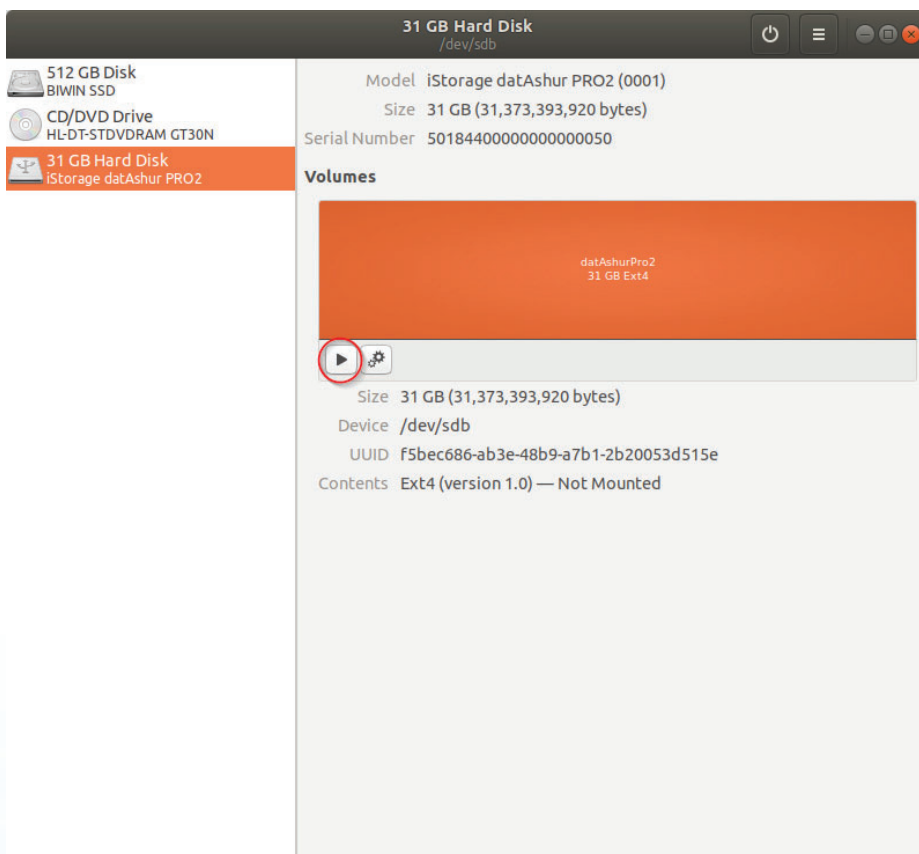 31 GB Hard Disk
/dev/sdb
512 GB Disk
BIWIN SSD
CD/DVD Drive
HL-DT-STDVDRAM GT30N
31 GB Hard Disk
iStorage datAshur PRO2
Model iStorage datAshur PRO2 (0001)
Size 31 GB (31,373,393,920 bytes)
Serial Number 50184400000000000050
Volumes
datAshurPro2
31 GB Ext4
Size 31 GB (31,373,393,920 bytes)
Device /dev/sdb
UUID f5bec686-ab3e-48b9-a7b1-2b20053d515e
Contents Ext4 (version 1.0) — Not Mounted